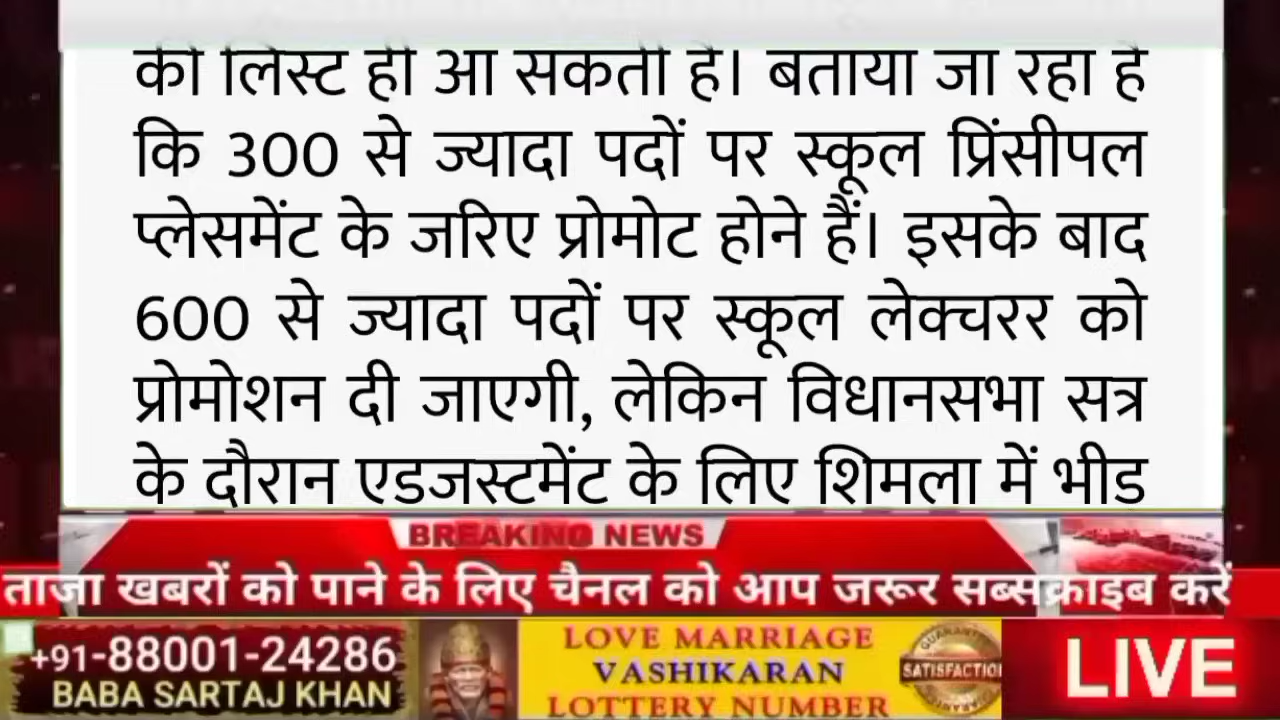 की लिस्ट ही आ सकती है। बताया जा रहा है
कि 300 से ज्यादा पदों पर स्कूल प्रिंसीपल
प्लेसमेंट के जरिए प्रोमोट होने हैं। इसके बाद
600 से ज्यादा पदों पर स्कूल लेक्चरर को
प्रोमोशन दी जाएगी, लेकिन विधानसभा सत्र
के दौरान एडजस्टमेंट के लिए शिमला में भीड
BREAKING NEWS
ताजा खबरों को पाने के लिए चैनल को आप जरूर सब्सक्राइब करें
+91-88001-24286
BABA SARTAJ KHAN
LOVE MARRIAGE
VASHIKARAN
LOTTERY NUMBER
GUARANTEE
SATISFACTION
LIVE